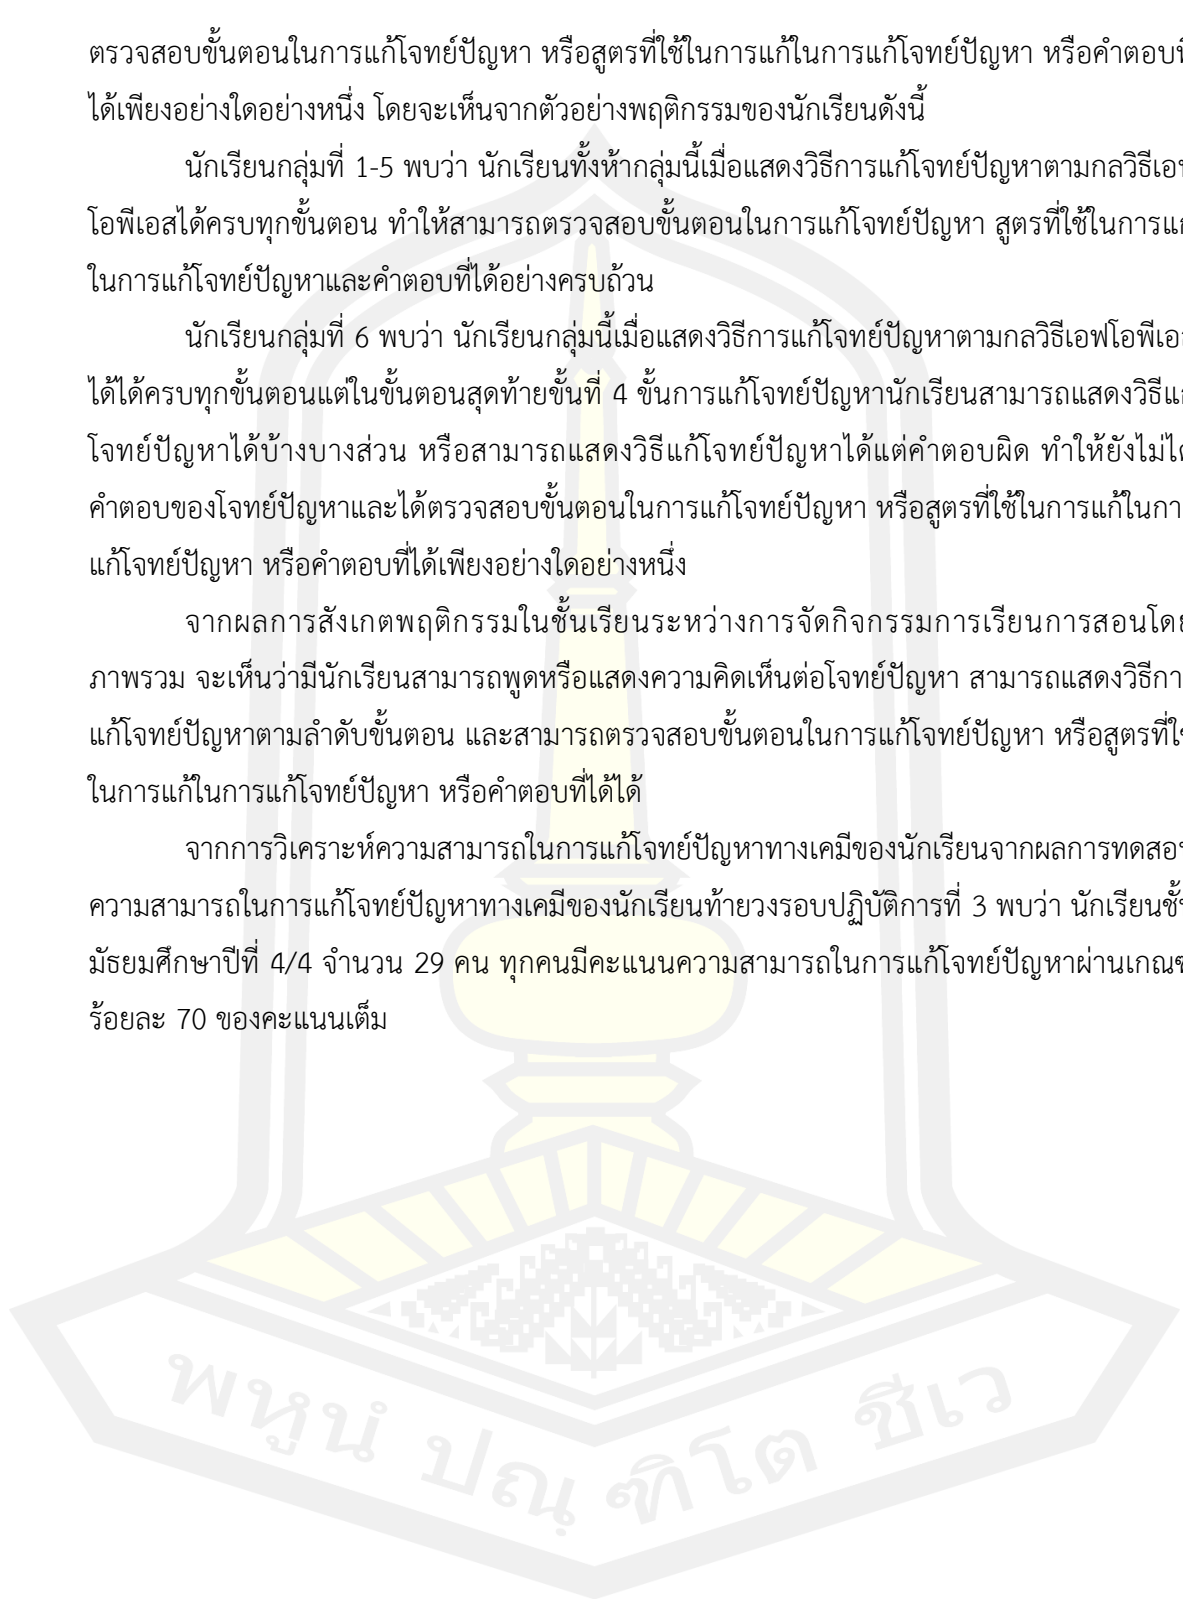 ตรวจสอบขั้นตอนในการแก้โจทย์ปัญหา หรือสูตรที่ใช้ในการแก้ในการแก้โจทย์ปัญหา หรือคำตอบที่
ได้เพียงอย่างใดอย่างหนึ่ง โดยจะเห็นจากตัวอย่างพฤติกรรมของนักเรียนดังนี้
นักเรียนกลุ่มที่ 1-5 พบว่า นักเรียนทั้งห้ากลุ่มนี้เมื่อแสดงวิธีการแก้โจทย์ปัญหาตามกลวิธีเอฟ
โอพีเอสได้ครบทุกขั้นตอน ทำให้สามารถตรวจสอบขั้นตอนในการแก้โจทย์ปัญหา สูตรที่ใช้ในการแก้
ในการแก้โจทย์ปัญหาและคำตอบที่ได้อย่างครบถ้วน
นักเรียนกลุ่มที่ 6 พบว่า นักเรียนกลุ่มนี้เมื่อแสดงวิธีการแก้โจทย์ปัญหาตามกลวิธีเอฟโอพีเอส
ได้ได้ครบทุกขั้นตอนแต่ในขั้นตอนสุดท้ายขั้นที่ 4 ขั้นการแก้โจทย์ปัญหานักเรียนสามารถแสดงวิธีแก้
โจทย์ปัญหาได้บ้างบางส่วน หรือสามารถแสดงวิธีแก้โจทย์ปัญหาได้แต่คำตอบผิด ทำให้ยังไม่ได้
คำตอบของโจทย์ปัญหาและได้ตรวจสอบขั้นตอนในการแก้โจทย์ปัญหา หรือสูตรที่ใช้ในการแก้ในการ
แก้โจทย์ปัญหา หรือคำตอบที่ได้เพียงอย่างใดอย่างหนึ่ง
จากผลการสังเกตพฤติกรรมในชั้นเรียนระหว่างการจัดกิจกรรมการเรียนการสอนโดย
ภาพรวม จะเห็นว่ามีนักเรียนสามารถพูดหรือแสดงความคิดเห็นต่อโจทย์ปัญหา สามารถแสดงวิธีการ
แก้โจทย์ปัญหาตามลำดับขั้นตอน และสามารถตรวจสอบขั้นตอนในการแก้โจทย์ปัญหา หรือสูตรที่ใช้
ในการแก้ในการแก้โจทย์ปัญหา หรือคำตอบที่ได้ได้
จากการวิเคราะห์ความสามารถในการแก้โจทย์ปัญหาทางเคมีของนักเรียนจากผลการทดสอบ
ความสามารถในการแก้โจทย์ปัญหาทางเคมีของนักเรียนท้ายวงรอบปฏิบัติการที่ 3 พบว่า นักเรียนชั้น
มัธยมศึกษาปีที่ 4/4 จำนวน 29 คน ทุกคนมีคะแนนความสามารถในการแก้โจทย์ปัญหาผ่านเกณฑ์
ร้อยละ 70 ของคะแนนเต็ม
พหูนํ ปณฺฑิโต ชีเว